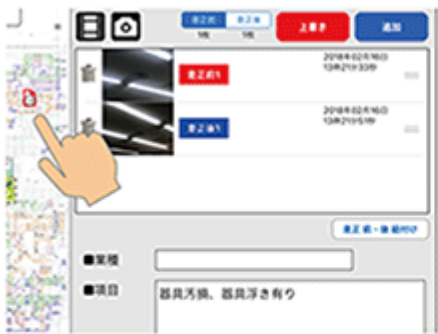 是正前 是正後
1枚 1枚
上書き
追加
是正前1
2018年02月16日
13時21分33秒
是正後1
2018年02月16日
13時21分51秒
是正前・後 紐付け
■業種
■項目
器具汚損、器具浮き有り